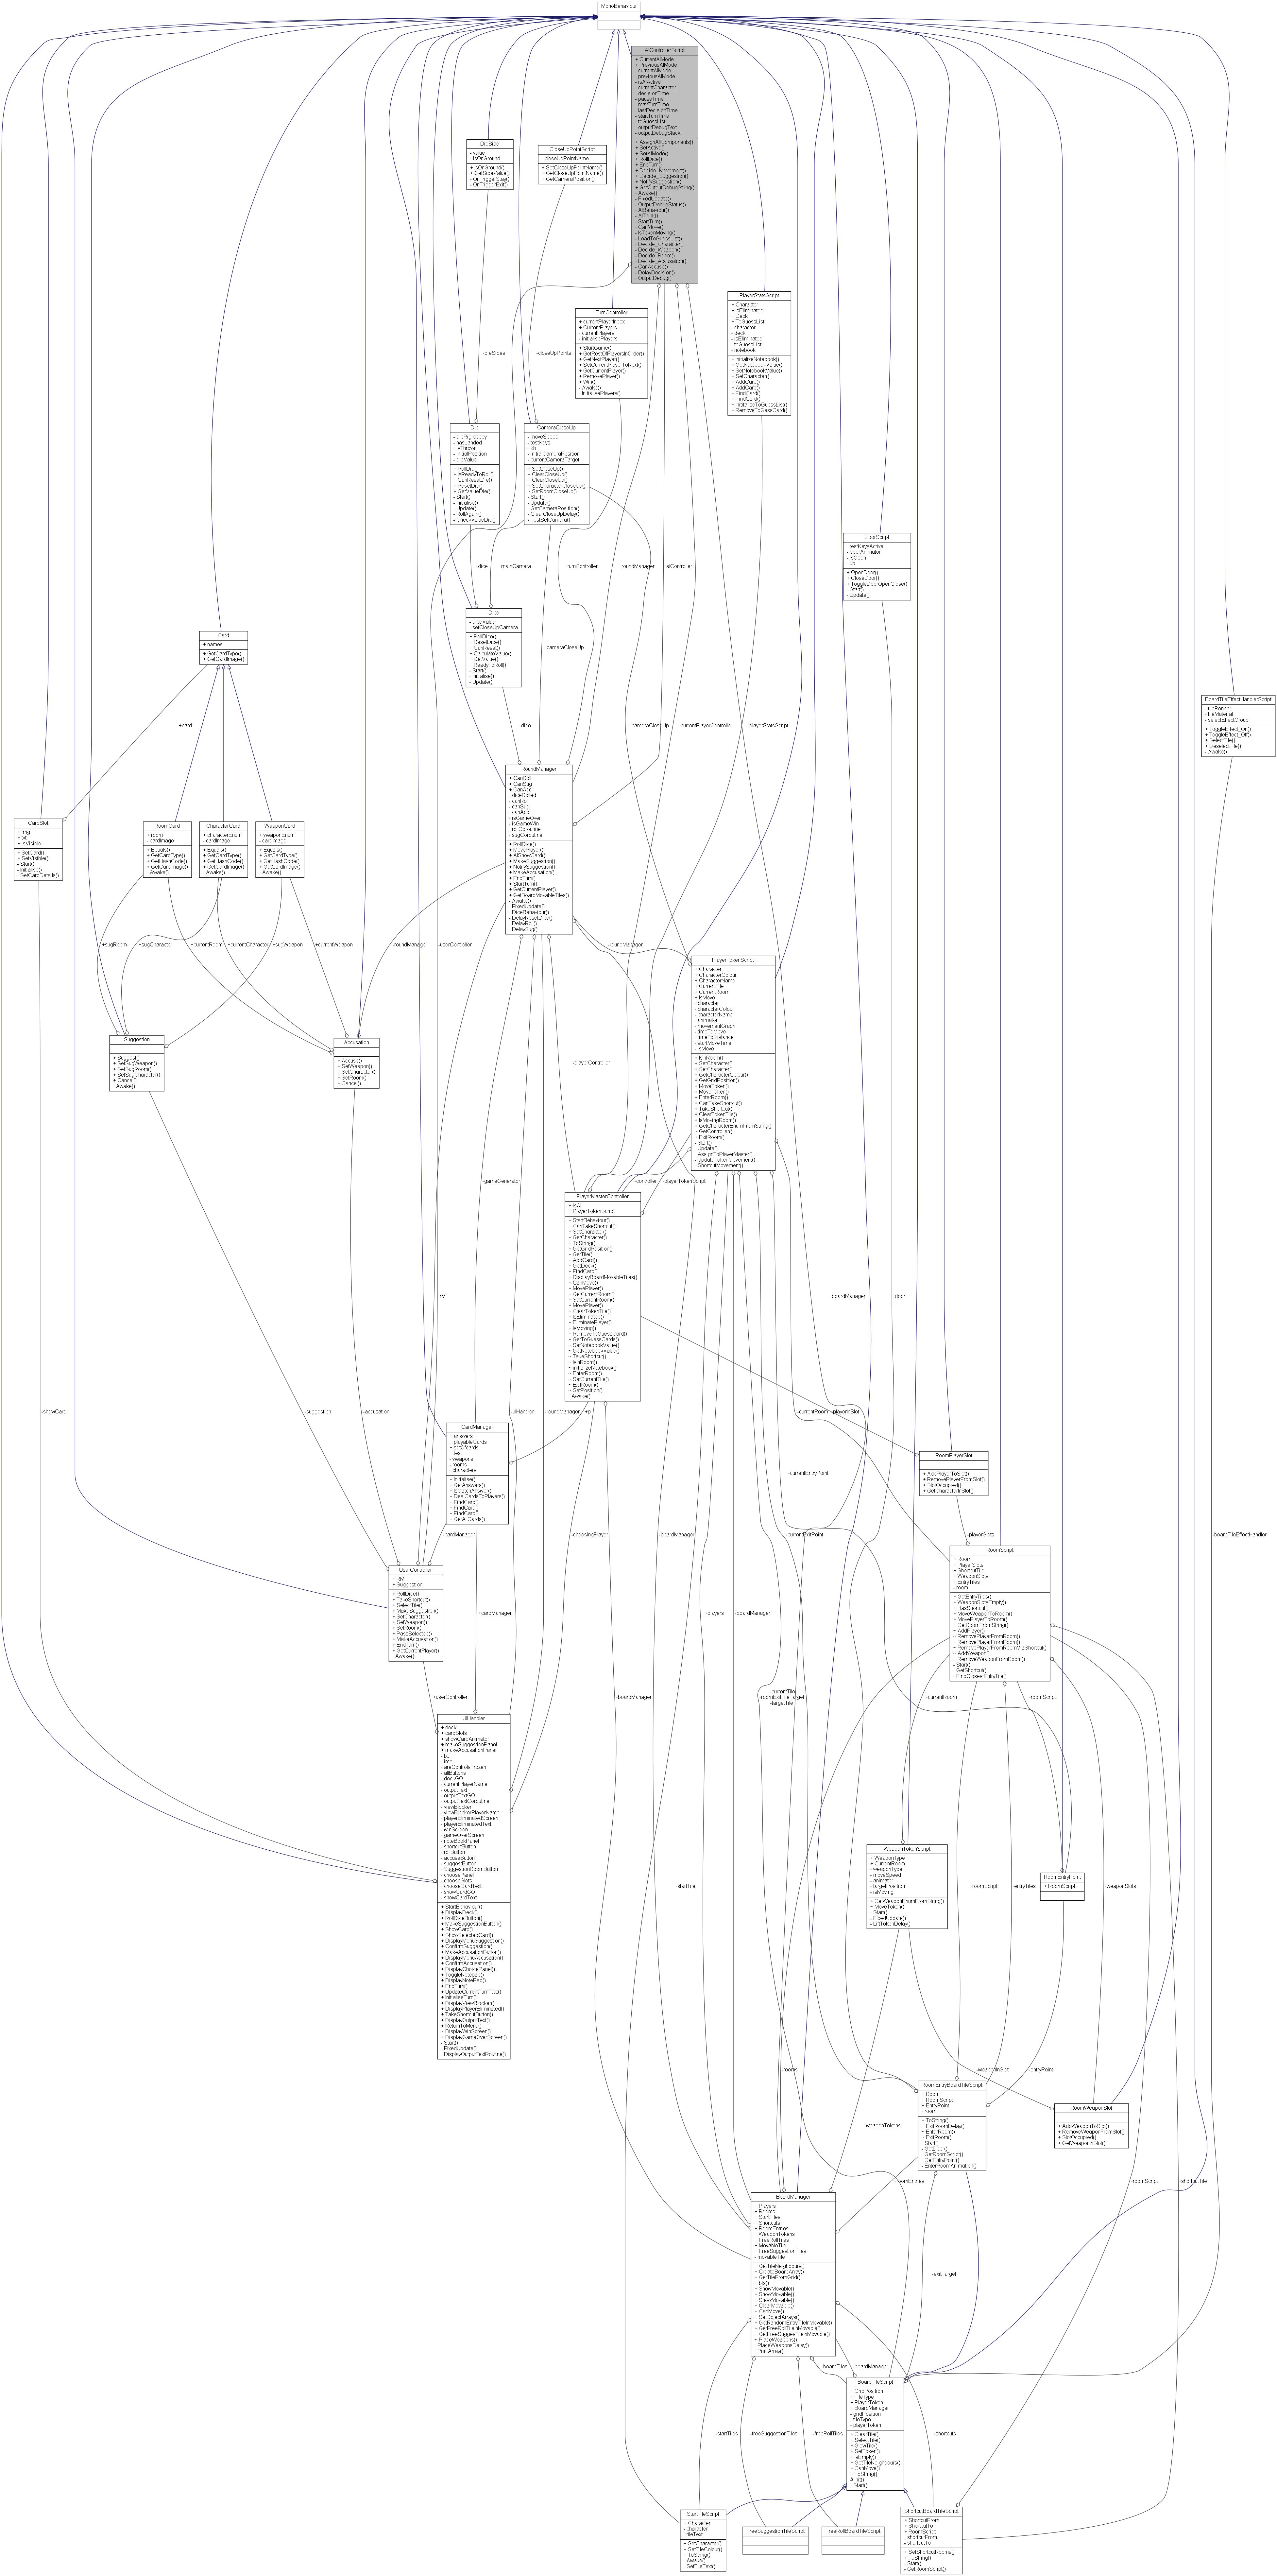 MonoBehaviour
AIControllerScript
+ CurrentAIMode
+ PreviousAIMode
- currentAIMode
- previousAIMode
- isAIActive
- currentCharacter
- decisionTime
- pauseTime
- maxTurnTime
- lastDecisionTime
- startTurnTime
- toGuessList
- outputDebugText
- outputDebugStack
+ AssignAllComponents()
+ SetActive()
+ SetAIMode()
+ RollDice()
+ EndTurn()
+ Decide_Movement()
+ Decide_Suggestion()
+ NotifySuggestion()
+ GetOutputDebugString()
- Awake()
- FixedUpdate()
- OutputDebugStatus()
- AIBehaviour()
- AIThink()
- StartTurn()
- CanMove()
- IsTokenMoving()
- LoadToGuessList()
- Decide_Character()
- Decide_Weapon()
- Decide_Room()
- Decide_Accusation()
- CanAccuse()
- DelayDecision()
- OutputDebug()
DieSide
- value
- isOnGround
+ IsOnGround()
+ GetSideValue()
- OnTriggerStay()
- OnTriggerExit()
CloseUpPointScript
- closeUpPointName
+ SetCloseUpPointName()
+ GetCloseUpPointName()
+ GetCameraPosition()
PlayerStatsScript
+ Character
+ IsEliminated
+ Deck
+ ToGuessList
- character
- deck
- isEliminated
- toGuessList
- notebook
+ InitializeNotebook()
+ GetNotebookValue()
+ SetNotebookValue()
+ SetCharacter()
+ AddCard()
+ AddCard()
+ FindCard()
+ FindCard()
+ InititaliseToGuessList()
+ RemoveToGessCard()
TurnController
+ currentPlayerIndex
+ CurrentPlayers
- currentPlayers
- initialisePlayers
+ StartGame()
+ GetRestOfPlayersInOrder()
+ GetNextPlayer()
+ SetCurrentPlayerToNext()
+ GetCurrentPlayer()
+ RemovePlayer()
+ Win()
- Awake()
- InitialisePlayers()
-dieSides
-closeUpPoints
-roundManager
-aiController
Die
- dieRigidbody
- hasLanded
- isThrown
- initialPosition
- dieValue
+ RollDie()
+ IsReadyToRoll()
+ CanResetDie()
+ ResetDie()
+ GetValueDie()
- Start()
- Initialise()
- Update()
- RollAgain()
- CheckValueDie()
CameraCloseUp
- moveSpeed
- testKeys
- kb
- initialCameraPosition
- currentCameraTarget
+ SetCloseUp()
+ ClearCloseUp()
+ ClearCloseUp()
+ SetCharacterCloseUp()
~ SetRoomCloseUp()
- Start()
- Update()
- GetCameraPosition()
- ClearCloseUpDelay()
- TestSetCamera()
DoorScript
- testKeysActive
- doorAnimator
- isOpen
- kb
+ OpenDoor()
+ CloseDoor()
+ ToggleDoorOpenClose()
- Start()
- Update()
-dice
-mainCamera
-turnController
Dice
- diceValue
- setCloseUpCamera
+ RollDice()
+ ResetDice()
+ CanReset()
+ CalculateValue()
+ GetValue()
+ ReadyToRoll()
- Start()
- Initialise()
- Update()
Card
+ names
+ GetCardType()
+ GetCardImage()
-cameraCloseUp
BoardTileEffectHandlerScript
- tileRender
- tileMaterial
- selectEffectGroup
+ ToggleEffect_On()
+ ToggleEffect_Off()
+ SelectTile()
+ DeselectTile()
- Awake()
+card
-dice
-cameraCloseUp
-currentPlayerController
-playerStatsScript
RoundManager
+ CanRoll
+ CanSug
+ CanAcc
- diceRolled
- canRoll
- canSug
- canAcc
- isGameOver
- isGameWin
- rollCoroutine
- sugCoroutine
+ RollDice()
+ MovePlayer()
+ AIShowCard()
+ MakeSuggestion()
+ NotifySuggestion()
+ MakeAccusation()
+ EndTurn()
+ StartTurn()
+ GetCurrentPlayer()
+ GetBoardMovableTiles()
- Awake()
- FixedUpdate()
- DiceBehaviour()
- DelayResetDice()
- DelayRoll()
- DelaySug()
CardSlot
+ img
+ txt
+ isVisible
+ SetCard()
+ SetVisible()
- Start()
- Initialise()
- SetCardDetails()
RoomCard
+ room
- cardImage
+ Equals()
+ GetCardType()
+ GetHashCode()
+ GetCardImage()
- Awake()
CharacterCard
+ characterEnum
- cardImage
+ Equals()
+ GetCardType()
+ GetHashCode()
+ GetCardImage()
- Awake()
WeaponCard
+ weaponEnum
- cardImage
+ Equals()
+ GetCardType()
+ GetHashCode()
+ GetCardImage()
- Awake()
+sugRoom
+sugCharacter
+currentRoom
+currentCharacter
+sugWeapon
+currentWeapon
-roundManager
-userController
-roundManager
PlayerTokenScript
+ Character
+ CharacterColour
+ CharacterName
+ CurrentTile
+ CurrentRoom
+ IsMove
- character
- characterColour
- characterName
- animator
- movementGraph
- timeToMove
- timeToDistance
- startMoveTime
- isMove
+ IsInRoom()
+ SetCharacter()
+ SetCharacter()
+ GetCharacterColour()
+ GetGridPosition()
+ MoveToken()
+ MoveToken()
+ EnterRoom()
+ CanTakeShortcut()
+ TakeShortcut()
+ ClearTokenTile()
+ IsMovingRoom()
+ GetCharacterEnumFromString()
~ GetController()
~ ExitRoom()
- Start()
- Update()
- AssignToPlayerMaster()
- UpdateTokenMovement()
- ShortcutMovement()
Suggestion
+ Suggest()
+ SetSugWeapon()
+ SetSugRoom()
+ SetSugCharacter()
+ Cancel()
- Awake()
Accusation
+ Accuse()
+ SetWeapon()
+ SetCharacter()
+ SetRoom()
+ Cancel()
-playerController
-gameGenerator
-controller
-playerTokenScript
PlayerMasterController
+ isAI
+ PlayerTokenScript
+ StartBehaviour()
+ CanTakeShortcut()
+ SetCharacter()
+ GetCharacter()
+ ToString()
+ GetGridPosition()
+ GetTile()
+ AddCard()
+ GetDeck()
+ FindCard()
+ DisplayBoardMovableTiles()
+ CanMove()
+ MovePlayer()
+ GetCurrentRoom()
+ SetCurrentRoom()
+ MovePlayer()
+ ClearTokenTile()
+ IsEliminated()
+ EliminatePlayer()
+ IsMoving()
+ RemoveToGuessCard()
+ GetToGuessCards()
~ SetNotebookValue()
~ GetNotebookValue()
~ TakeShortcut()
~ IsInRoom()
~ initializeNotebook()
~ EnterRoom()
~ SetCurrentTile()
~ ExitRoom()
~ SetPosition()
- Awake()
-rM
-boardManager
-door
-showCard
-suggestion
-accusation
-uiHandler
-roundManager
+p
-currentRoom
-playerInSlot
CardManager
+ answers
+ playableCards
+ setOfcards
+ test
- weapons
- rooms
- characters
+ Initialise()
+ GetAnswers()
+ IsMatchAnswer()
+ DealCardsToPlayers()
+ FindCard()
+ FindCard()
+ FindCard()
+ GetAllCards()
RoomPlayerSlot
+ AddPlayerToSlot()
+ RemovePlayerFromSlot()
+ SlotOccupied()
+ GetCharacterInSlot()
-currentEntryPoint
-cardManager
-choosingPlayer
-boardManager
-currentExitPoint
-playerSlots
-boardTileEffectHandler
RoomScript
+ Room
+ PlayerSlots
+ ShortcutTile
+ WeaponSlots
+ EntryTiles
- room
+ GetEntryTiles()
+ WeaponSlotsEmpty()
+ HasShortcut()
+ MoveWeaponToRoom()
+ MovePlayerToRoom()
+ GetRoomFromString()
~ AddPlayer()
~ RemovePlayerFromRoom()
~ RemovePlayerFromRoom()
~ RemovePlayerFromRoomViaShortcut()
~ AddWeapon()
~ RemoveWeaponFromRoom()
- Start()
- GetShortcut()
- FindClosestEntryTile()
UserController
+ RM
+ Suggestion
+ RollDice()
+ TakeShortcut()
+ SelectTile()
+ MakeSuggestion()
+ SetCharacter()
+ SetWeapon()
+ SetRoom()
+ PassSelected()
+ MakeAccusation()
+ EndTurn()
+ GetCurrentPlayer()
- Awake()
+cardManager
-players
-boardManager
+userController
-boardManager
-currentTile
-roomExitTileTarget
-targetTile
-currentRoom
-roomScript
UIHandler
+ deck
+ cardSlots
+ showCardAnimator
+ makeSuggestionPanel
+ makeAccusationPanel
- txt
- img
- areControlsFrozen
- allButtons
- deckGO
- currentPlayerName
- outputText
- outputTextGO
- outputTextCoroutine
- viewBlocker
- viewBlockerPlayerName
- playerEliminatedScreen
- playerEliminatedText
- winScreen
- gameOverScreen
- noteBookPanel
- shortcutButton
- rollButton
- accuseButton
- suggestButton
- SuggestionRoomButton
- choosePanel
- chooseSlots
- chooseCardText
- showCardGO
- showCardText
+ StartBehaviour()
+ DisplayDeck()
+ RollDiceButton()
+ MakeSuggestionButton()
+ ShowCard()
+ ShowSelectedCard()
+ DisplayMenuSuggestion()
+ ConfirmSuggestion()
+ MakeAccusationButton()
+ DisplayMenuAccusation()
+ ConfirmAccusation()
+ DisplayChoicePanel()
+ ToggleNotepad()
+ DisplayNotePad()
+ EndTurn()
+ UpdateCurrentTurnText()
+ InitialiseTurn()
+ DisplayViewBlocker()
+ DisplayPlayerEliminated()
+ TakeShortcutButton()
+ DisplayOutputText()
+ ReturnToMenu()
~ DisplayWinScreen()
~ DisplayGameOverScreen()
- Start()
- FixedUpdate()
- DisplayOutputTextRoutine()
WeaponTokenScript
+ WeaponType
+ CurrentRoom
- weaponType
- moveSpeed
- animator
- targetPosition
- isMoving
+ GetWeaponEnumFromString()
~ MoveToken()
- Start()
- FixedUpdate()
- LiftTokenDelay()
-startTile
-roomScript
-entryTiles
RoomEntryPoint
+ RoomScript
-weaponSlots
-rooms
-weaponTokens
-weaponInSlot
-entryPoint
RoomEntryBoardTileScript
+ Room
+ RoomScript
+ EntryPoint
- room
+ ToString()
+ ExitRoomDelay()
~ EnterRoom()
~ ExitRoom()
- Start()
- GetDoor()
- GetRoomScript()
- GetEntryPoint()
- EnterRoomAnimation()
RoomWeaponSlot
+ AddWeaponToSlot()
+ RemoveWeaponFromSlot()
+ SlotOccupied()
+ GetWeaponInSlot()
-roomEntries
-roomScript
-shortcutTile
BoardManager
+ Players
+ Rooms
+ StartTiles
+ Shortcuts
+ RoomEntries
+ WeaponTokens
+ FreeRollTiles
+ MovableTile
+ FreeSuggestionTiles
- movableTile
+ GetTileNeighbours()
+ CreateBoardArray()
+ GetTileFromGrid()
+ bfs()
+ ShowMovable()
+ ShowMovable()
+ ShowMovable()
+ ClearMovable()
+ CanMove()
+ SetObjectArrays()
+ GetRandomEntryTileInMovable()
+ GetFreeRollTileInMovable()
+ GetFreeSuggesTileInMovable()
~ PlaceWeapons()
- PlaceWeaponsDelay()
- PrintArray()
-exitTarget
-boardTiles
-boardManager
BoardTileScript
+ GridPosition
+ TileType
+ PlayerToken
+ BoardManager
- gridPosition
- tileType
- playerToken
+ ClearTile()
+ SelectTile()
+ GlowTile()
+ SetToken()
+ IsEmpty()
+ GetTileNeighbours()
+ CanMove()
+ ToString()
# Init()
- Start()
-startTiles
-freeSuggestionTiles
-freeRollTiles
-shortcuts
StartTileScript
+ Character
- character
- tileText
+ SetCharacter()
+ SetTileColour()
+ ToString()
- Awake()
- SetTileText()
FreeSuggestionTileScript
FreeRollBoardTileScript
ShortcutBoardTileScript
+ ShortcutFrom
+ ShortcutTo
+ RoomScript
- shortcutFrom
- shortcutTo
+ SetShortcutRooms()
+ ToString()
- Start()
- GetRoomScript()